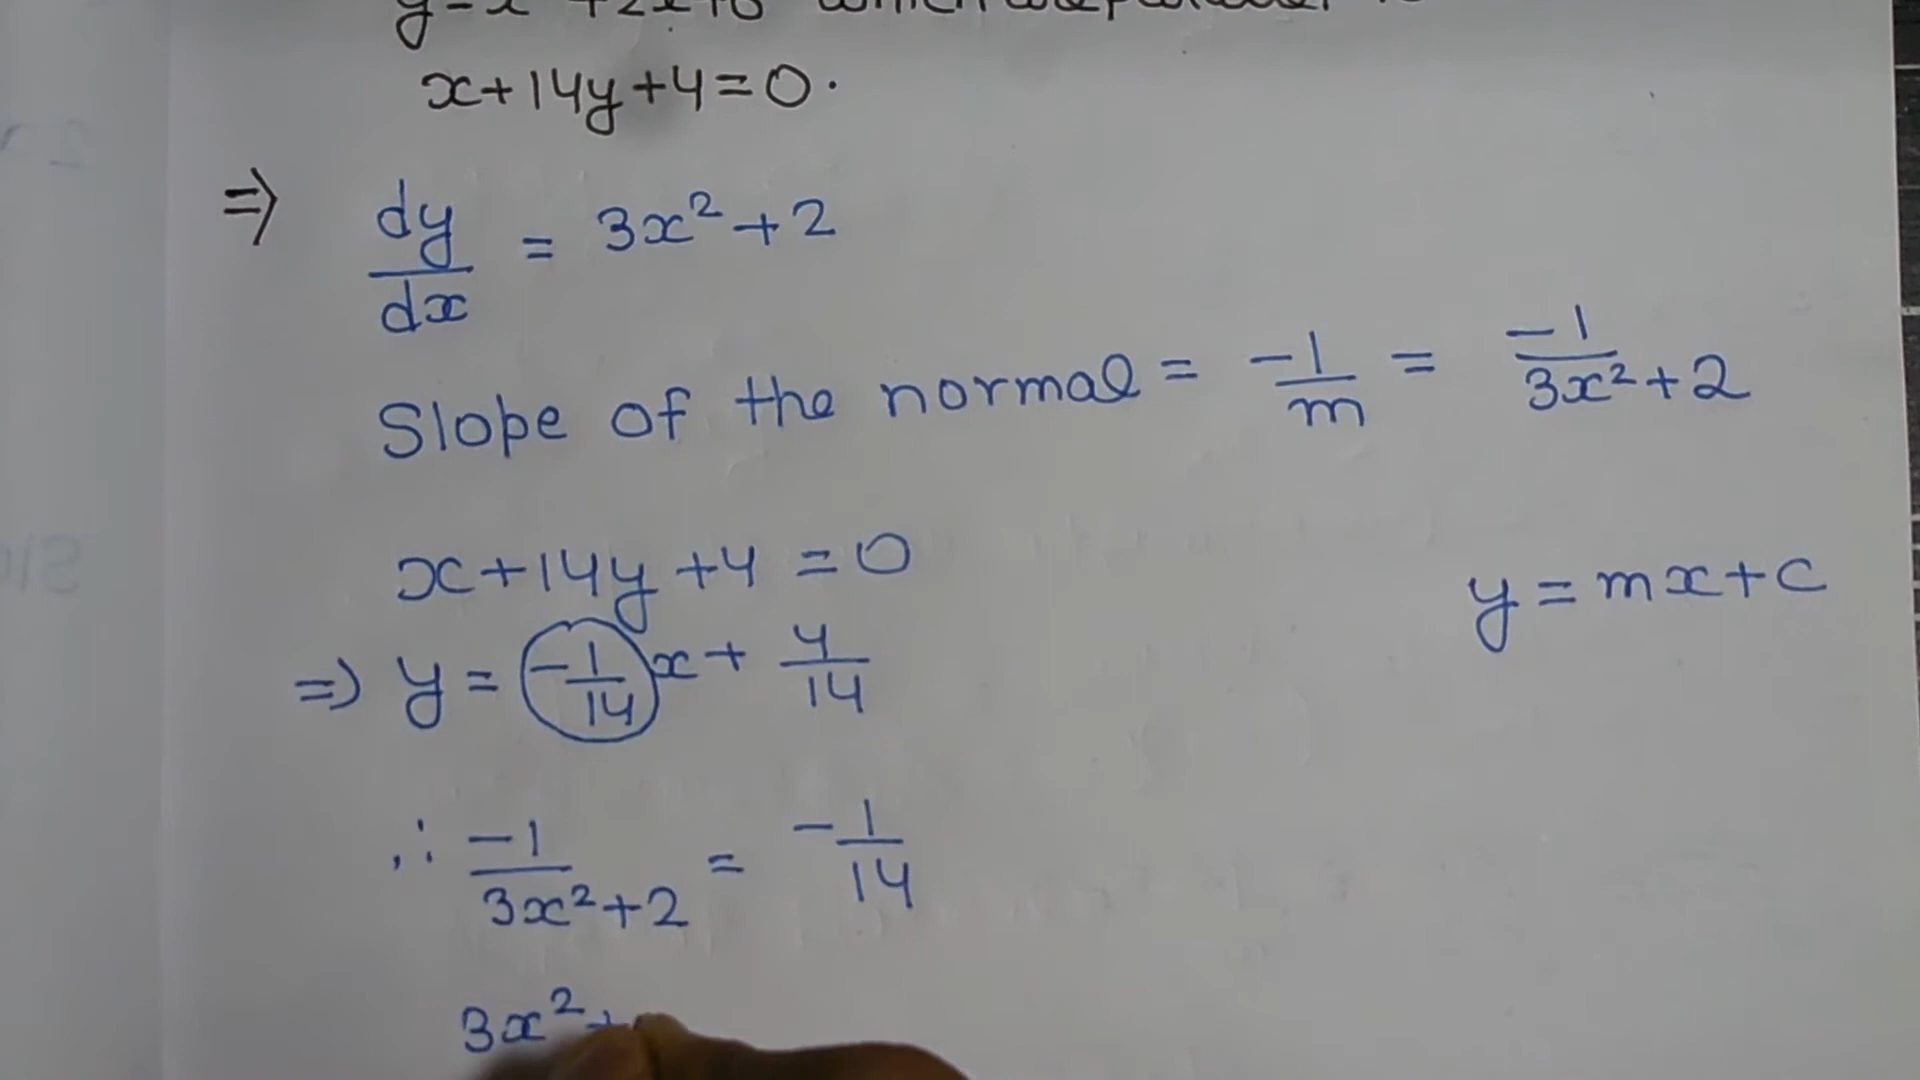 x+14y+4=0.
⇒ dy/dx = 3x²+2
Slope of the normal = -1/m = -1/(3x²+2)
x+14y+4=0
y=mx+c
⇒ y = -1/14 x + 4/14
∴ -1/(3x²+2) = -1/14
3x²+